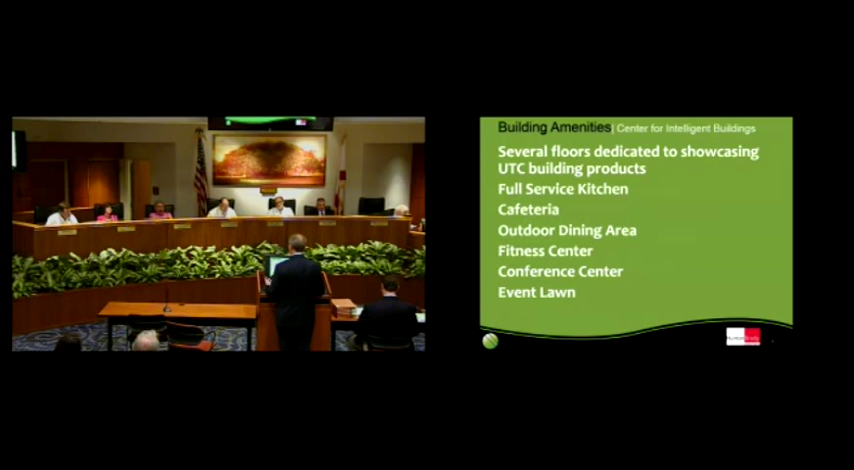 Building Amenities | Center for Intelligent Buildings
Several floors dedicated to showcasing
UTC building products
Full Service Kitchen
Cafeteria
Outdoor Dining Area
Fitness Center
Conference Center
Event Lawn